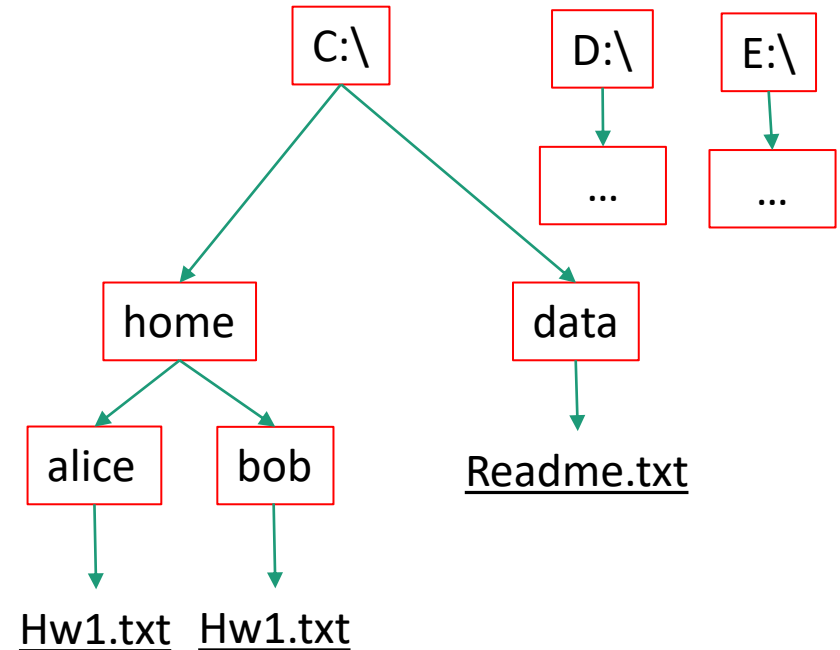 C:\
D:\
E:\
...
...
home
data
alice
bob
Readme.txt
Hw1.txt
Hw1.txt